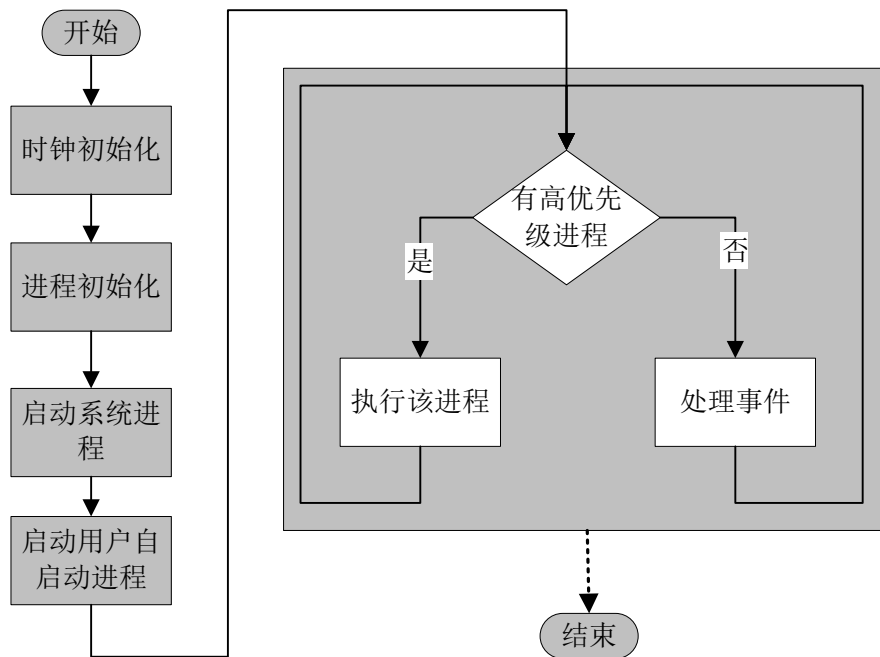 开始
时钟初始化
进程初始化
启动系统进
程
启动用户自
启动进程
有高优先
级进程
是
否
执行该进程
处理事件
结束